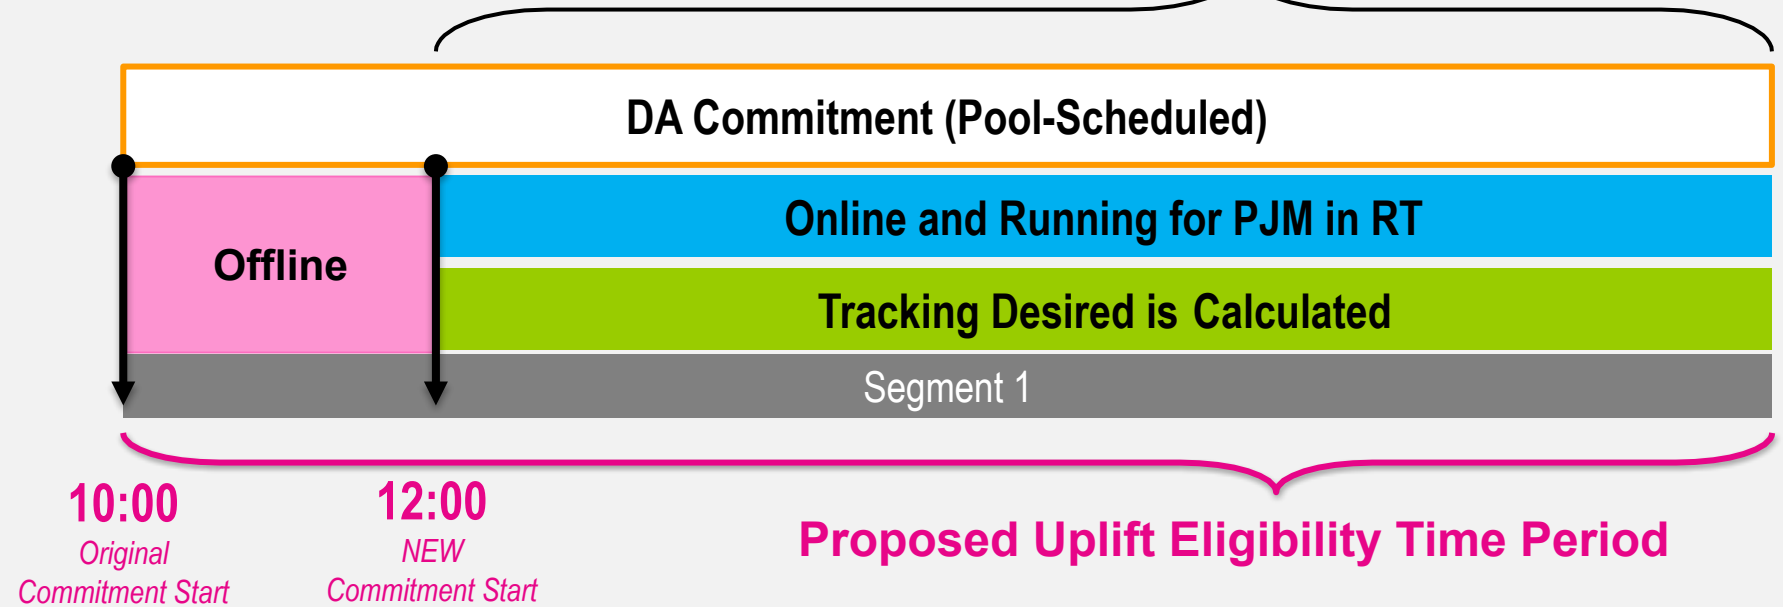 DA Commitment (Pool-Scheduled)
Online and Running for PJM in RT
Offline
Tracking Desired is Calculated
Segment 1
10:00
Original
Commitment Start
12:00
NEW
Commitment Start
Proposed Uplift Eligibility Time Period